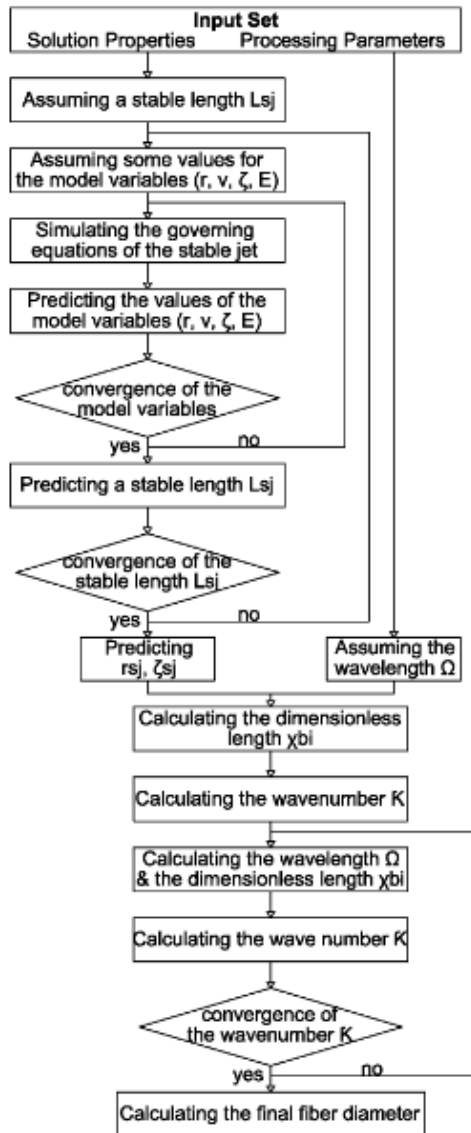 Input Set
Solution Properties Processing Parameters
Assuming a stable length Lsj
Assuming some values for
the model variables (r, v, ζ, E)
Simulating the governing
equations of the stable jet
Predicting the values of the
model variables (r, v, ζ, E)
convergence of the
model variables
yes no
Predicting a stable length Lsj
convergence of the
stable length Lsj
yes no
Predicting
rsj, ζsj
Assuming the
wavelength Ω
Calculating the dimensionless
length χbi
Calculating the wavenumber Ҟ
Calculating the wavelength Ω
& the dimensionless length χbi
Calculating the wave number Ҟ
convergence of
the wavenumber Ҟ
yes no
Calculating the final fiber diameter